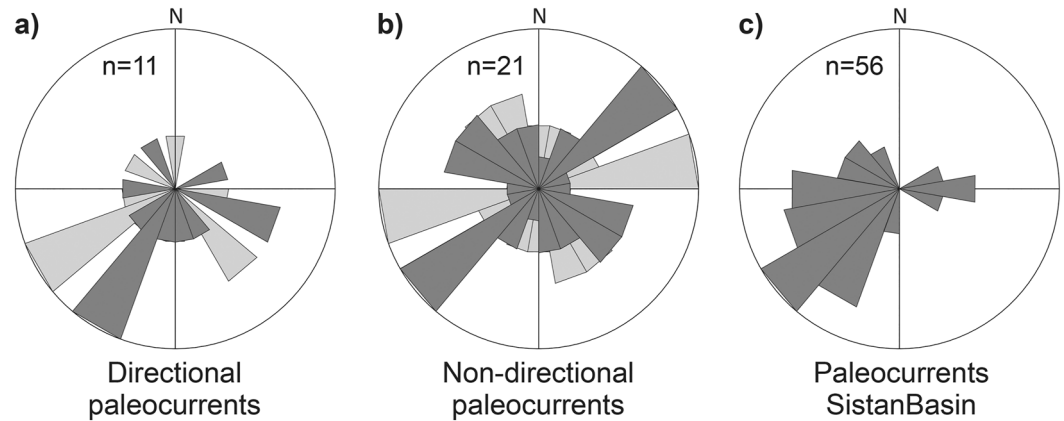 a)
N
n=11
Directional
paleocurrents
b)
N
n=21
Non-directional
paleocurrents
c)
N
n=56
Paleocurrents
SistanBasin